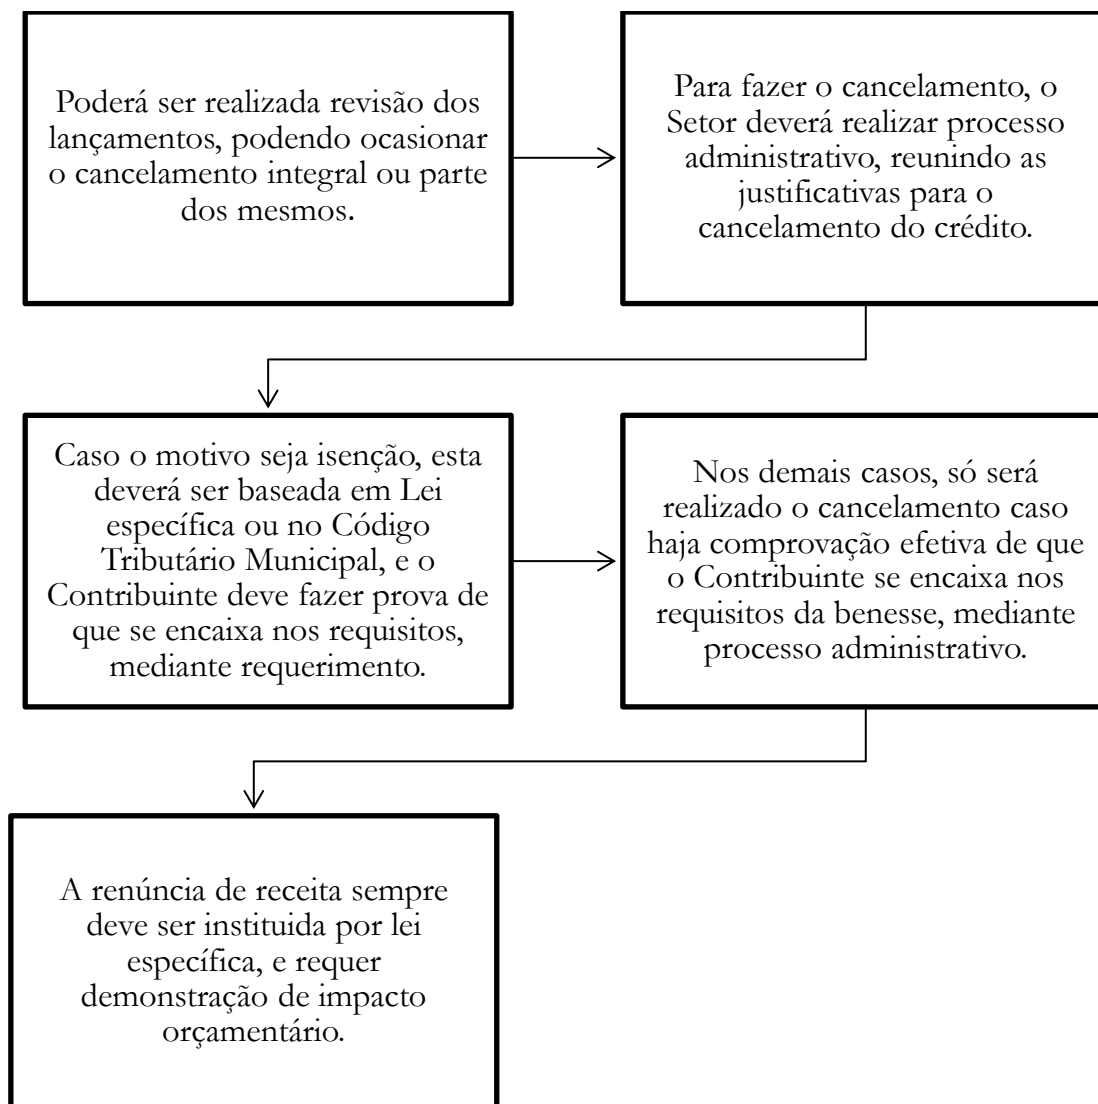 Poderá ser realizada revisão dos
lançamentos, podendo ocasionar
o cancelamento integral ou parte
dos mesmos.
Para fazer o cancelamento, o
Setor deverá realizar processo
administrativo, reunindo as
justificativas para o
cancelamento do crédito.
Caso o motivo seja isenção, esta
deverá ser baseada em Lei
específica ou no Código
Tributário Municipal, e o
Contribuinte deve fazer prova de
que se encaixa nos requisitos,
mediante requerimento.
Nos demais casos, só será
realizado o cancelamento caso
haja comprovação efetiva de que
o Contribuinte se encaixa nos
requisitos da benesse, mediante
processo administrativo.
A renúncia de receita sempre
deve ser instituida por lei
específica, e requer
demonstração de impacto
orçamentário.